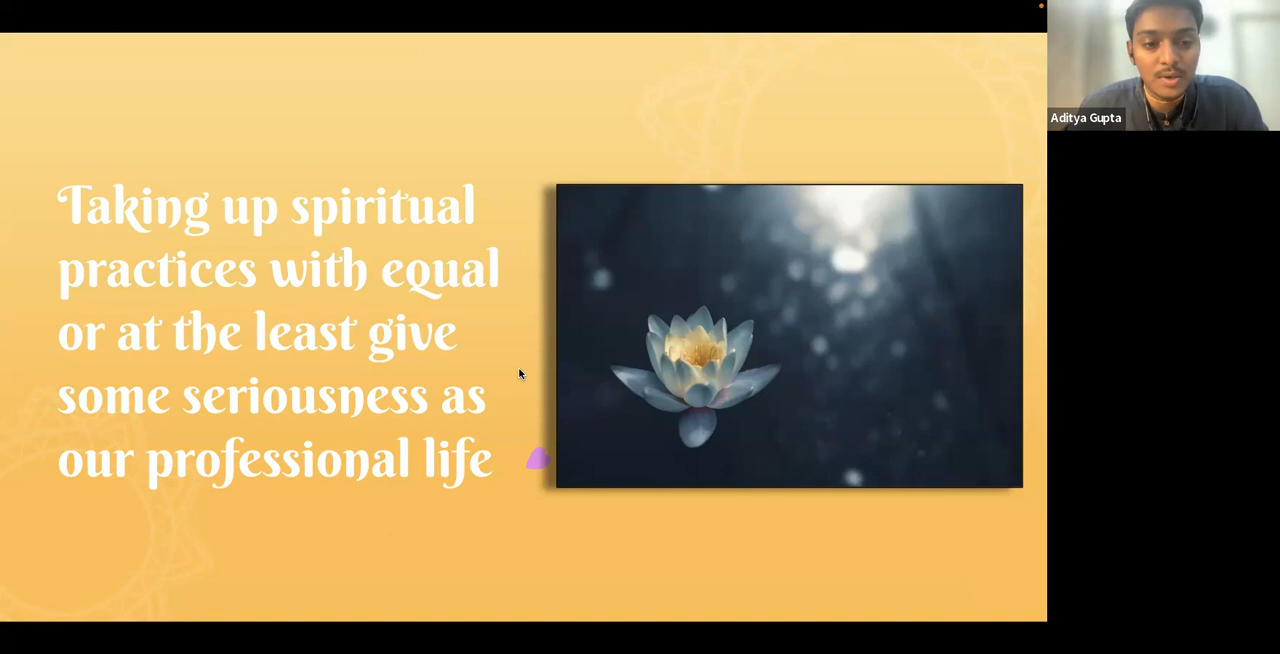 Taking up spiritual
practices with equal
or at the least give
some seriousness as
our professional life
Aditya Gupta